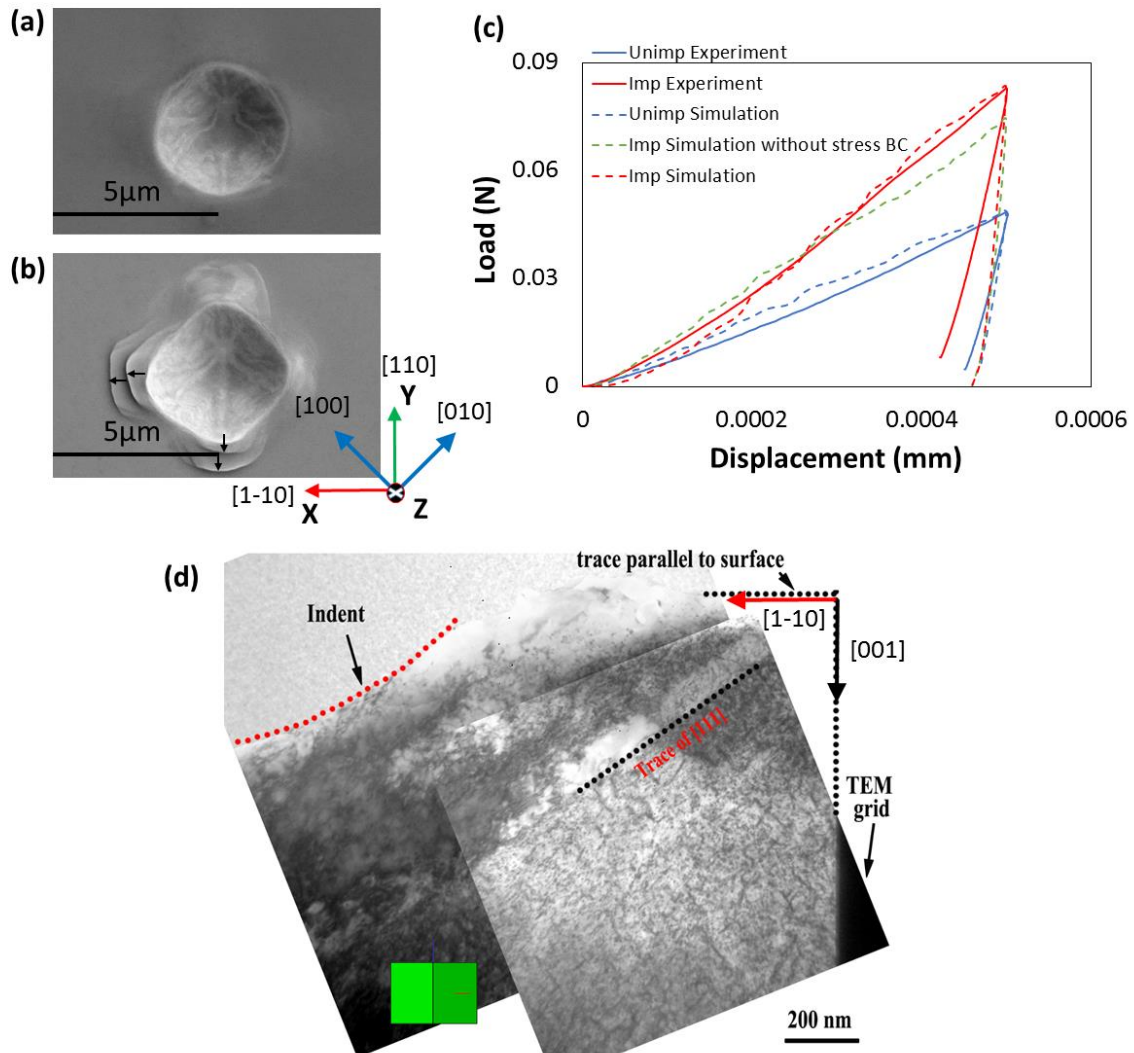 (a)
5μm
(b)
5μm
[110]
Y
[100]
[010]
[1-10]
X
Z
(c)
Unimp Experiment
Imp Experiment
Unimp Simulation
Imp Simulation without stress BC
Imp Simulation
0.09
0.06
0.03
0
Load (N)
0
0.0002
0.0004
0.0006
Displacement (mm)
(d)
trace parallel to surface
Indent
[1-10]
[001]
Trace of {111}
TEM
grid
200 nm